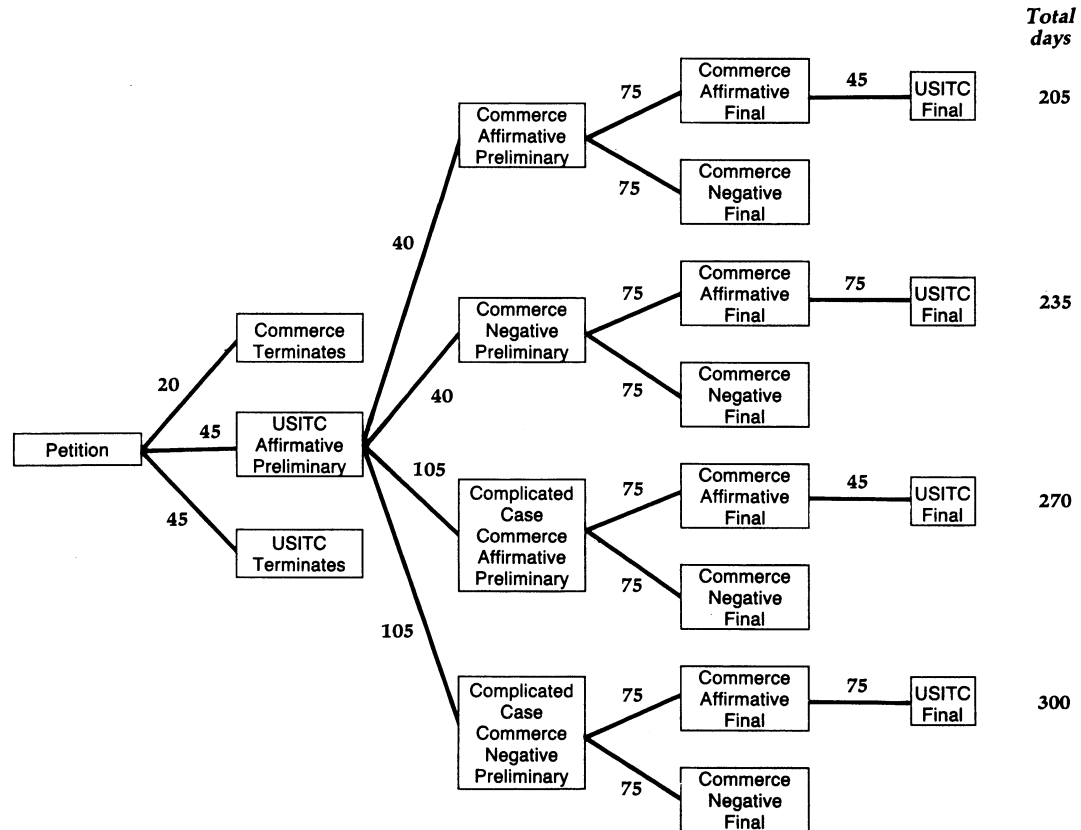 Total
days
Commerce
Affirmative
Preliminary
75
Commerce
Affirmative
Final
45
USITC
Final
205
75
Commerce
Negative
Final
40
Commerce
Negative
Preliminary
75
Commerce
Affirmative
Final
75
USITC
Final
235
75
Commerce
Negative
Final
Commerce
Terminates
20
40
Petition
45
USITC
Affirmative
Preliminary
45
USITC
Terminates
105
Complicated
Case
Commerce
Affirmative
Preliminary
75
Commerce
Affirmative
Final
45
USITC
Final
270
75
Commerce
Negative
Final
105
Complicated
Case
Commerce
Negative
Preliminary
75
Commerce
Affirmative
Final
75
USITC
Final
300
75
Commerce
Negative
Final